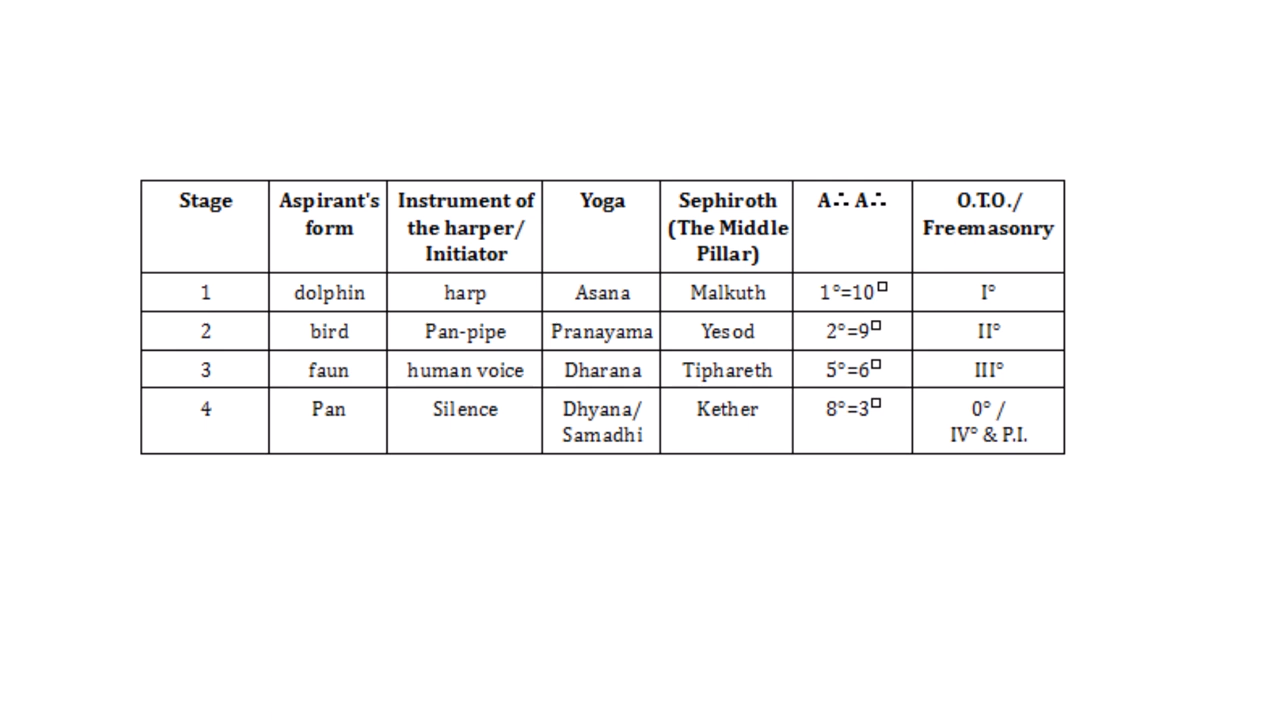 Stage Aspirant's Instrument of Yoga Sephiroth A∴ A∴ O.T.O./
form the harper/ (The Middle Freemasonry
Initiator Pillar)
1 dolphin harp Asana Malkuth 1°=10□ I°
2 bird Pan-pipe Pranayama Yesod 2°=9□ II°
3 faun human voice Dharana Tiphareth 5°=6□ III°
4 Pan Silence Dhyana/ Kether 8°=3□ 0° /
Samadhi IV° & P.I.